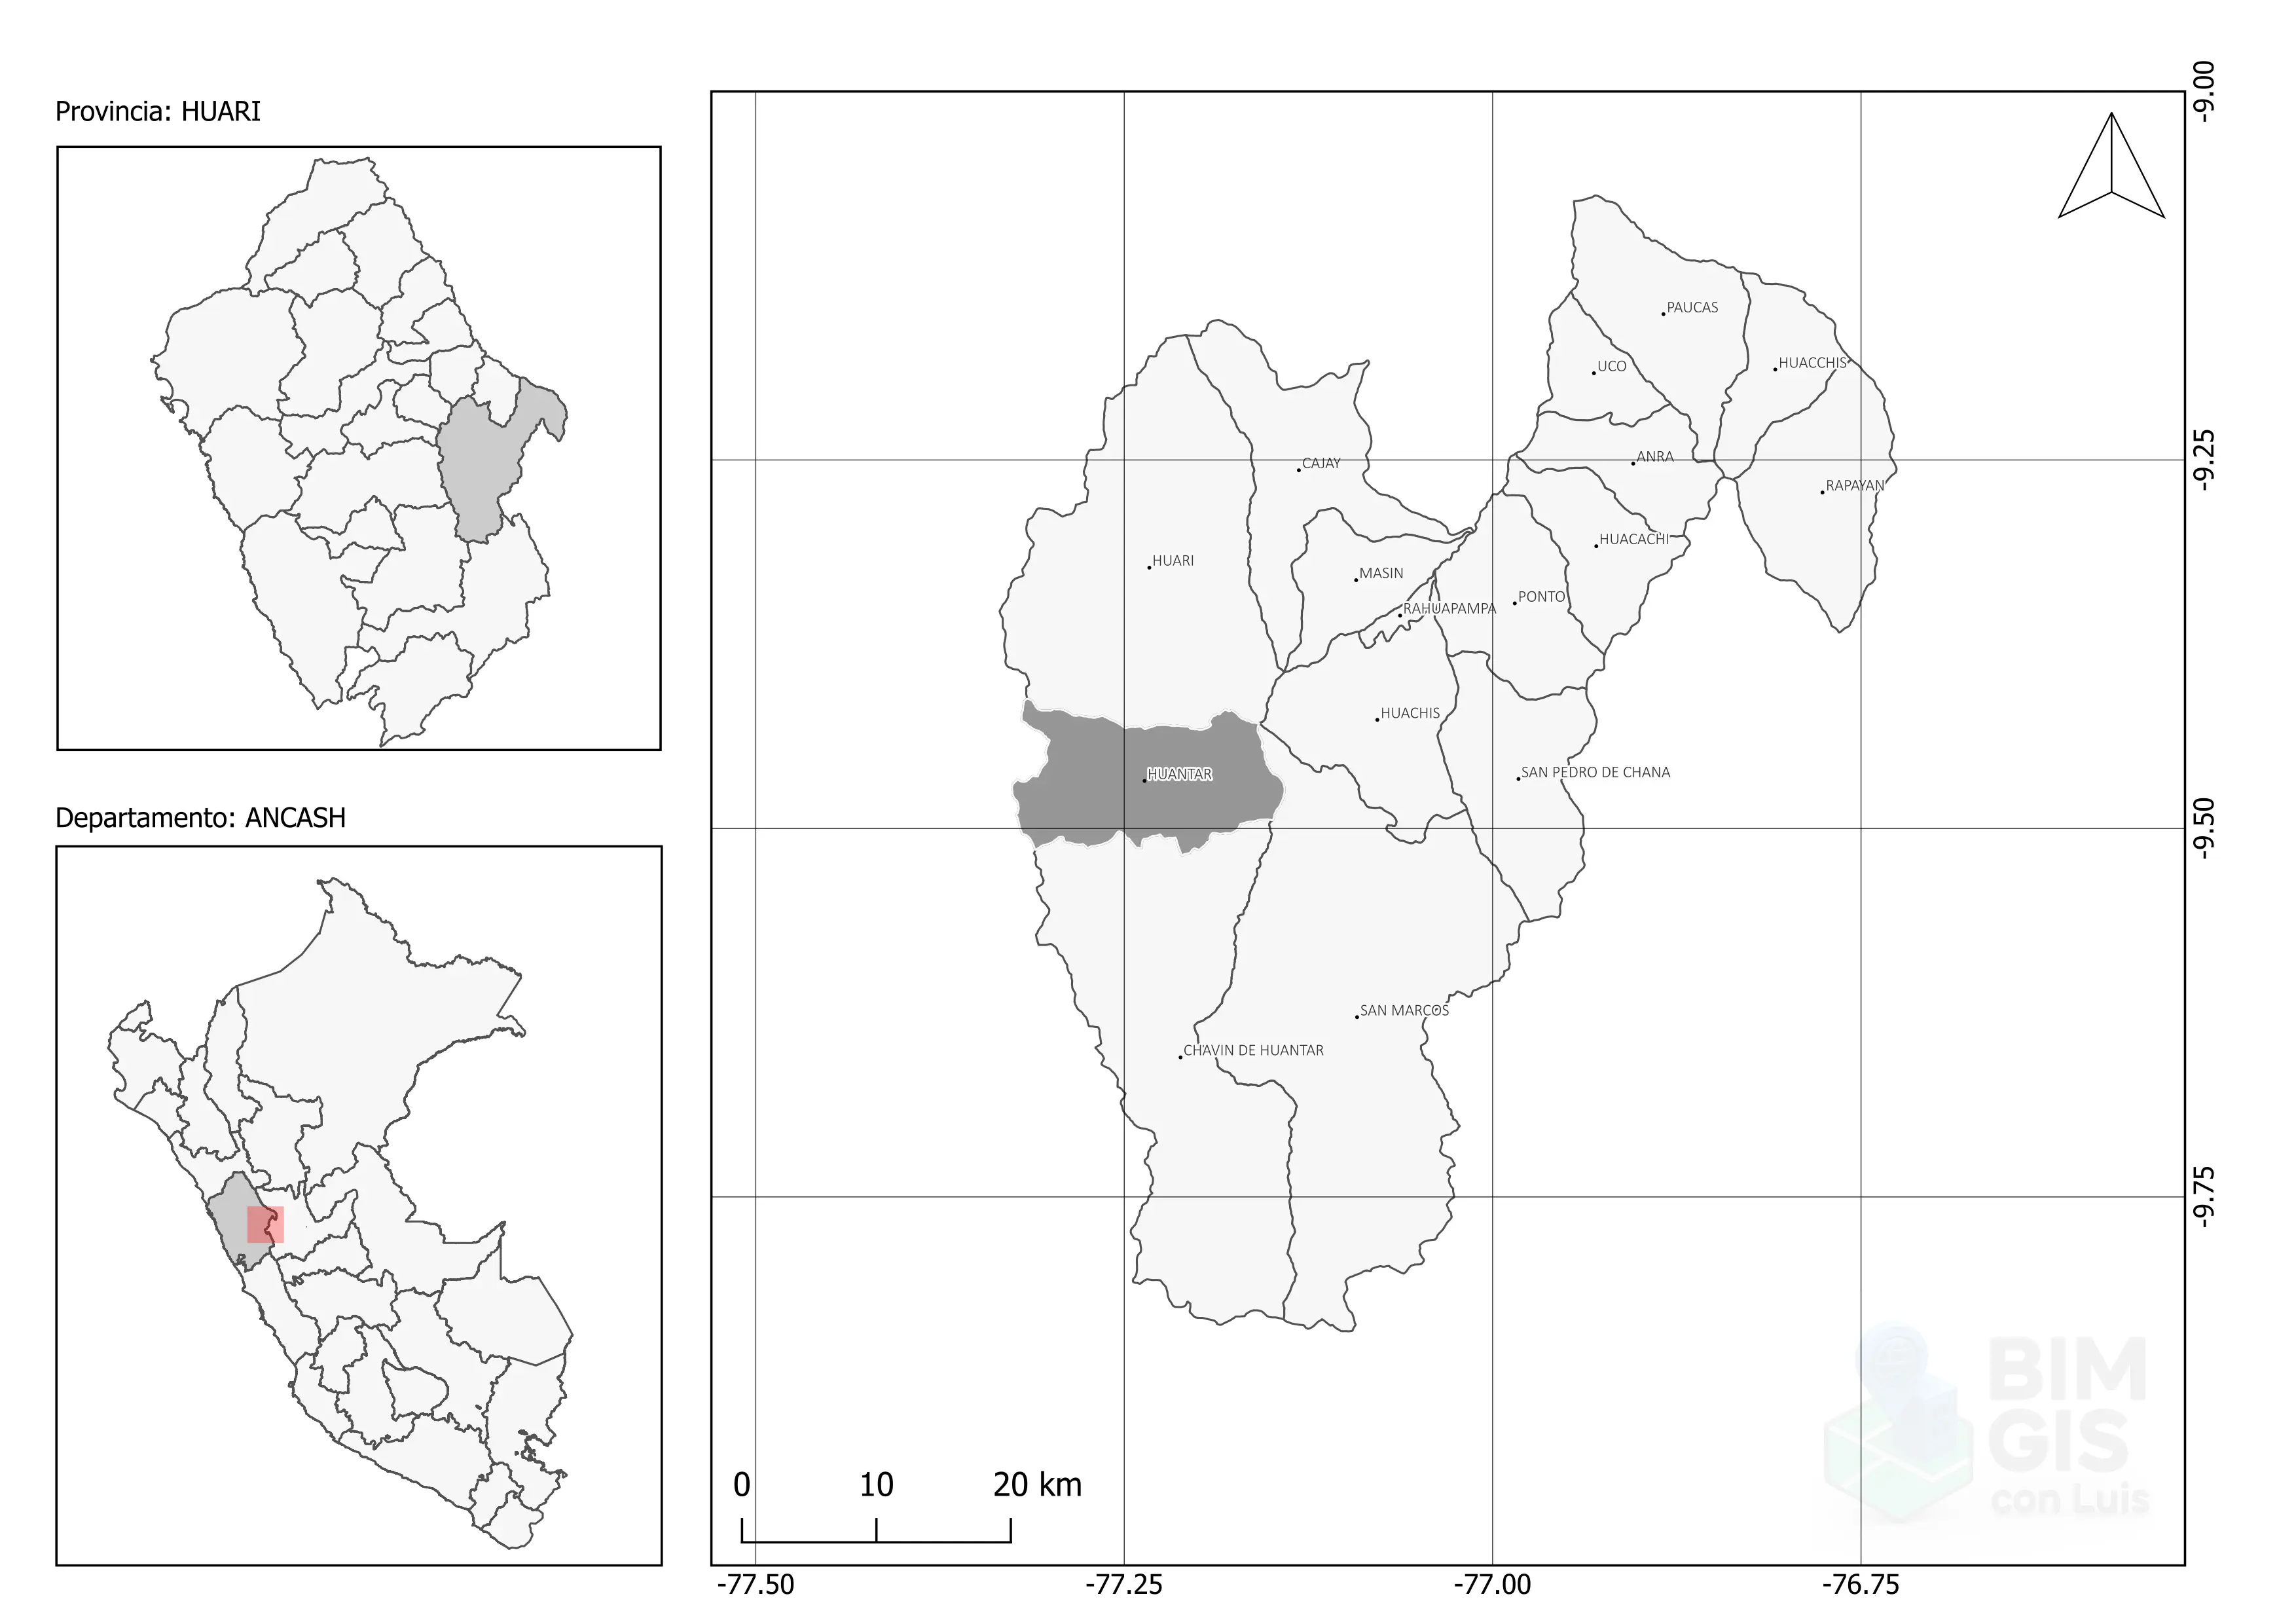 Provincia: HUARI
Departamento: ANCASH
-9.00
-9.25
-9.50
-9.75
PAUCAS
HUACCHIS
UCO
ANRA
CAJAY
RAPAYAN
HUACACHI
HUARI
MASIN
PONTO
RAHUAPAMPA
HUACHIS
HUANTAR
SAN PEDRO DE CHANA
SAN MARCOS
CHAVIN DE HUANTAR
BIM
GIS
con Luis
0 10 20 km
-77.50 -77.25 -77.00 -76.75